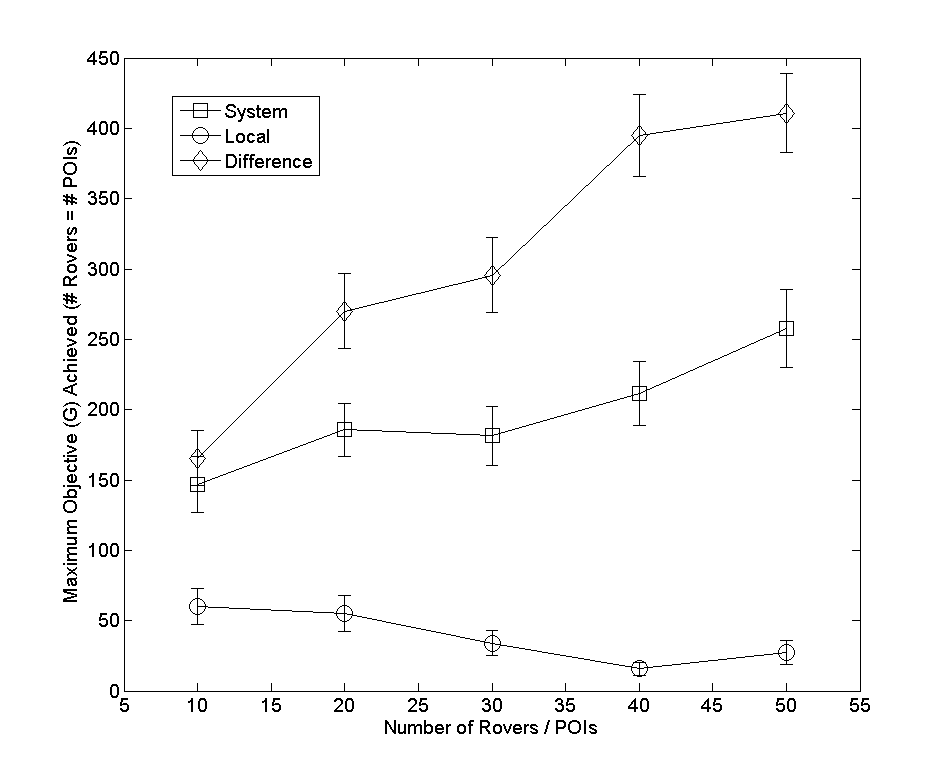 450
400
350
300
250
200
150
100
50
0
Maximum Objective (G) Achieved (# Rovers = # POIs)
System
Local
Difference
5 10 15 20 25 30 35 40 45 50 55
Number of Rovers / POIs